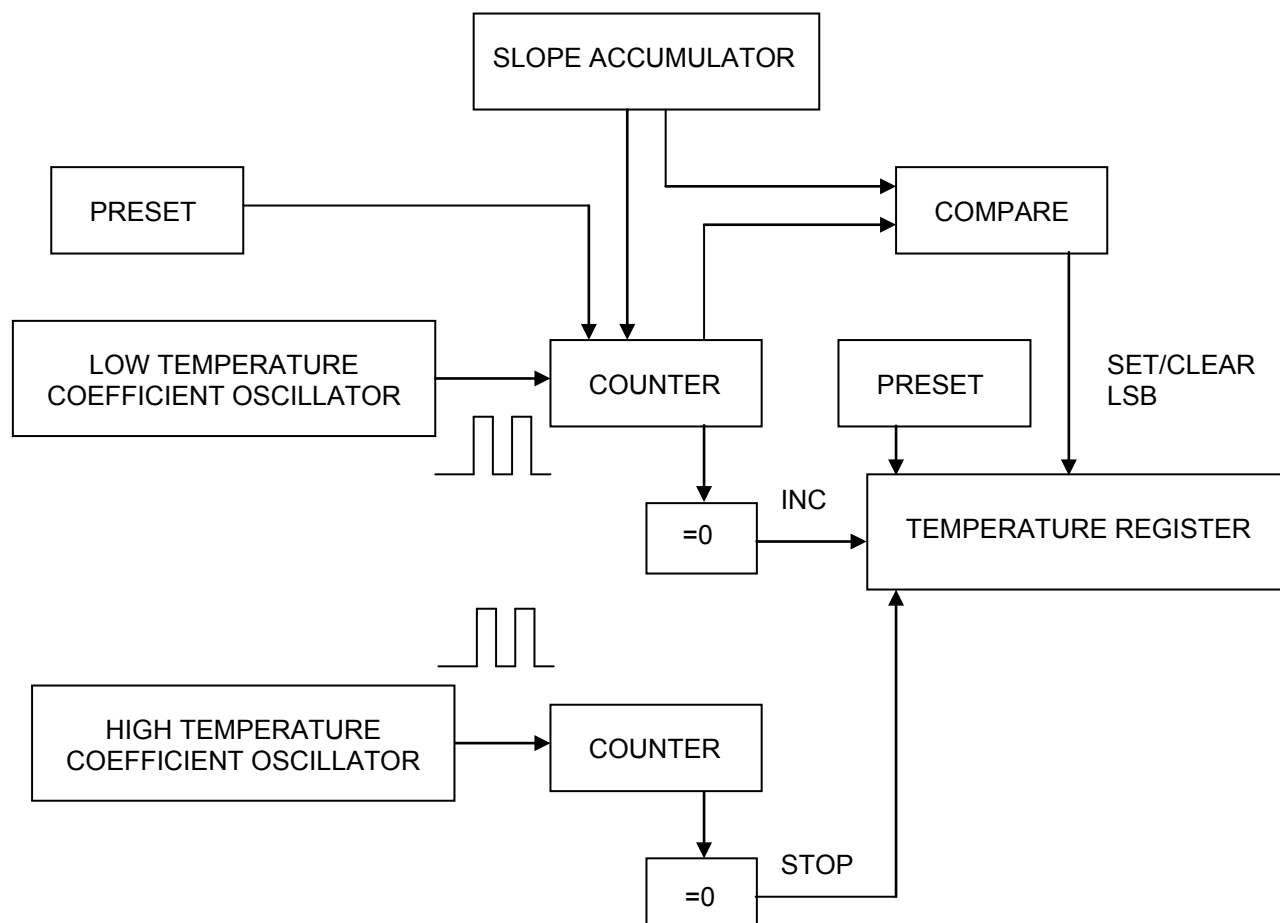 SLOPE ACCUMULATOR
PRESET
COMPARE
LOW TEMPERATURE
COEFFICIENT OSCILLATOR
COUNTER
PRESET
SET/CLEAR
LSB
=0
INC
TEMPERATURE REGISTER
HIGH TEMPERATURE
COEFFICIENT OSCILLATOR
COUNTER
=0
STOP